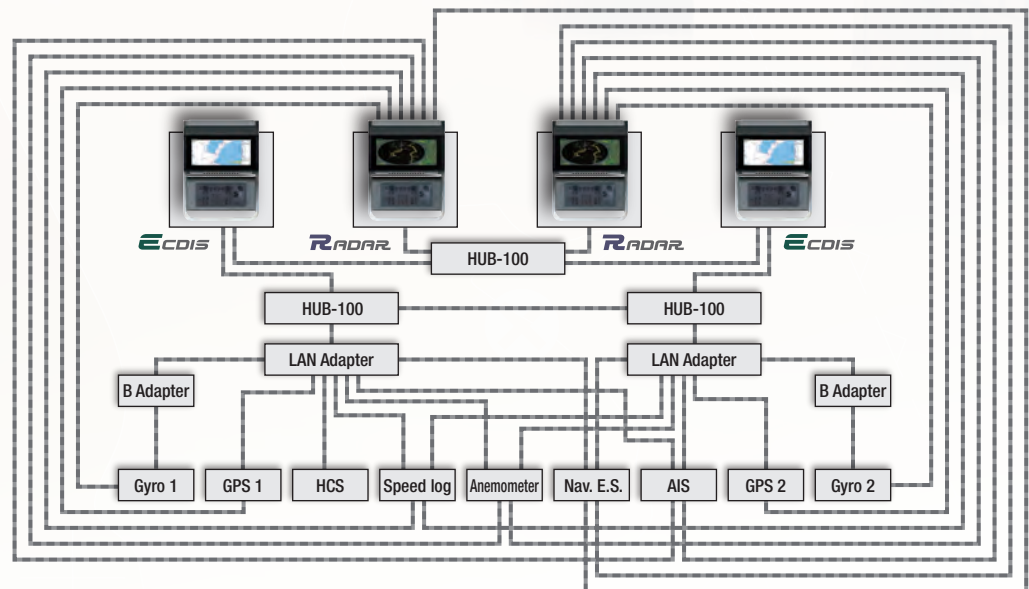 ECDIS
RADAR
RADAR
ECDIS
HUB-100
HUB-100
HUB-100
LAN Adapter
LAN Adapter
B Adapter
B Adapter
Gyro 1
GPS 1
HCS
Speed log
Anemometer
Nav. E.S.
AIS
GPS 2
Gyro 2